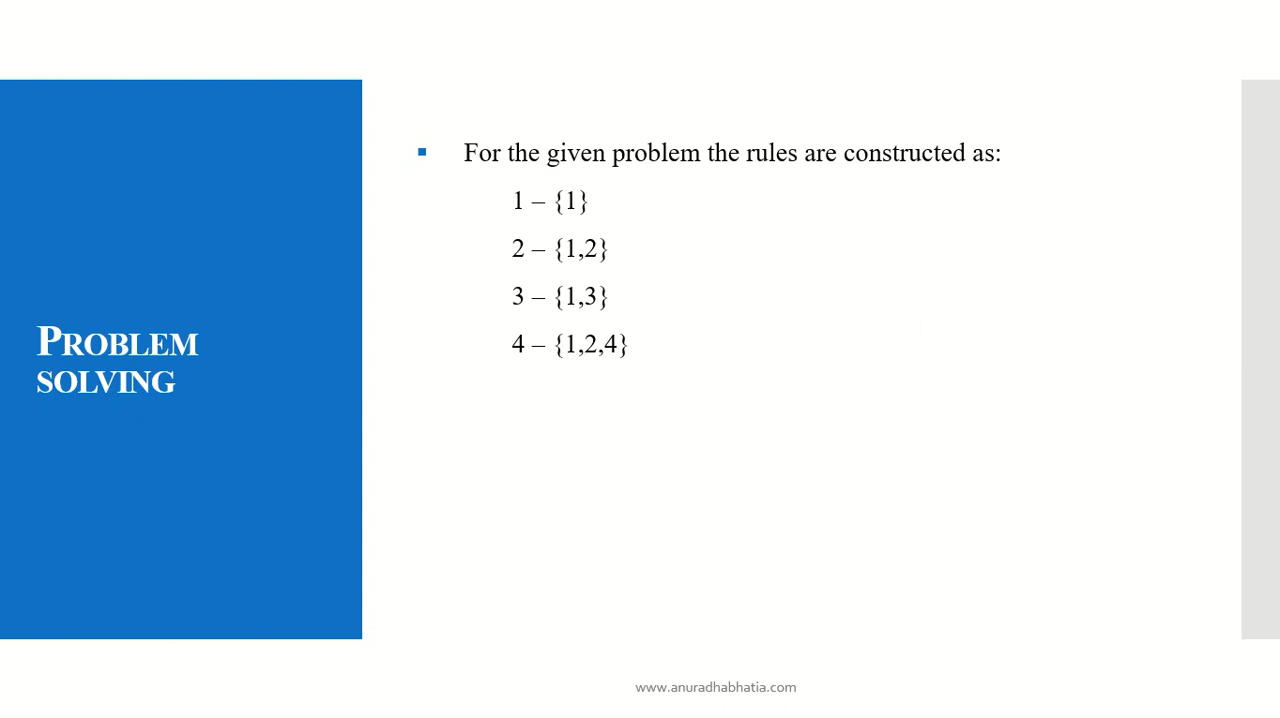 PROBLEM
SOLVING
▪ For the given problem the rules are constructed as:
1 – {1}
2 – {1,2}
3 – {1,3}
4 – {1,2,4}
www.anuradhabhatia.com